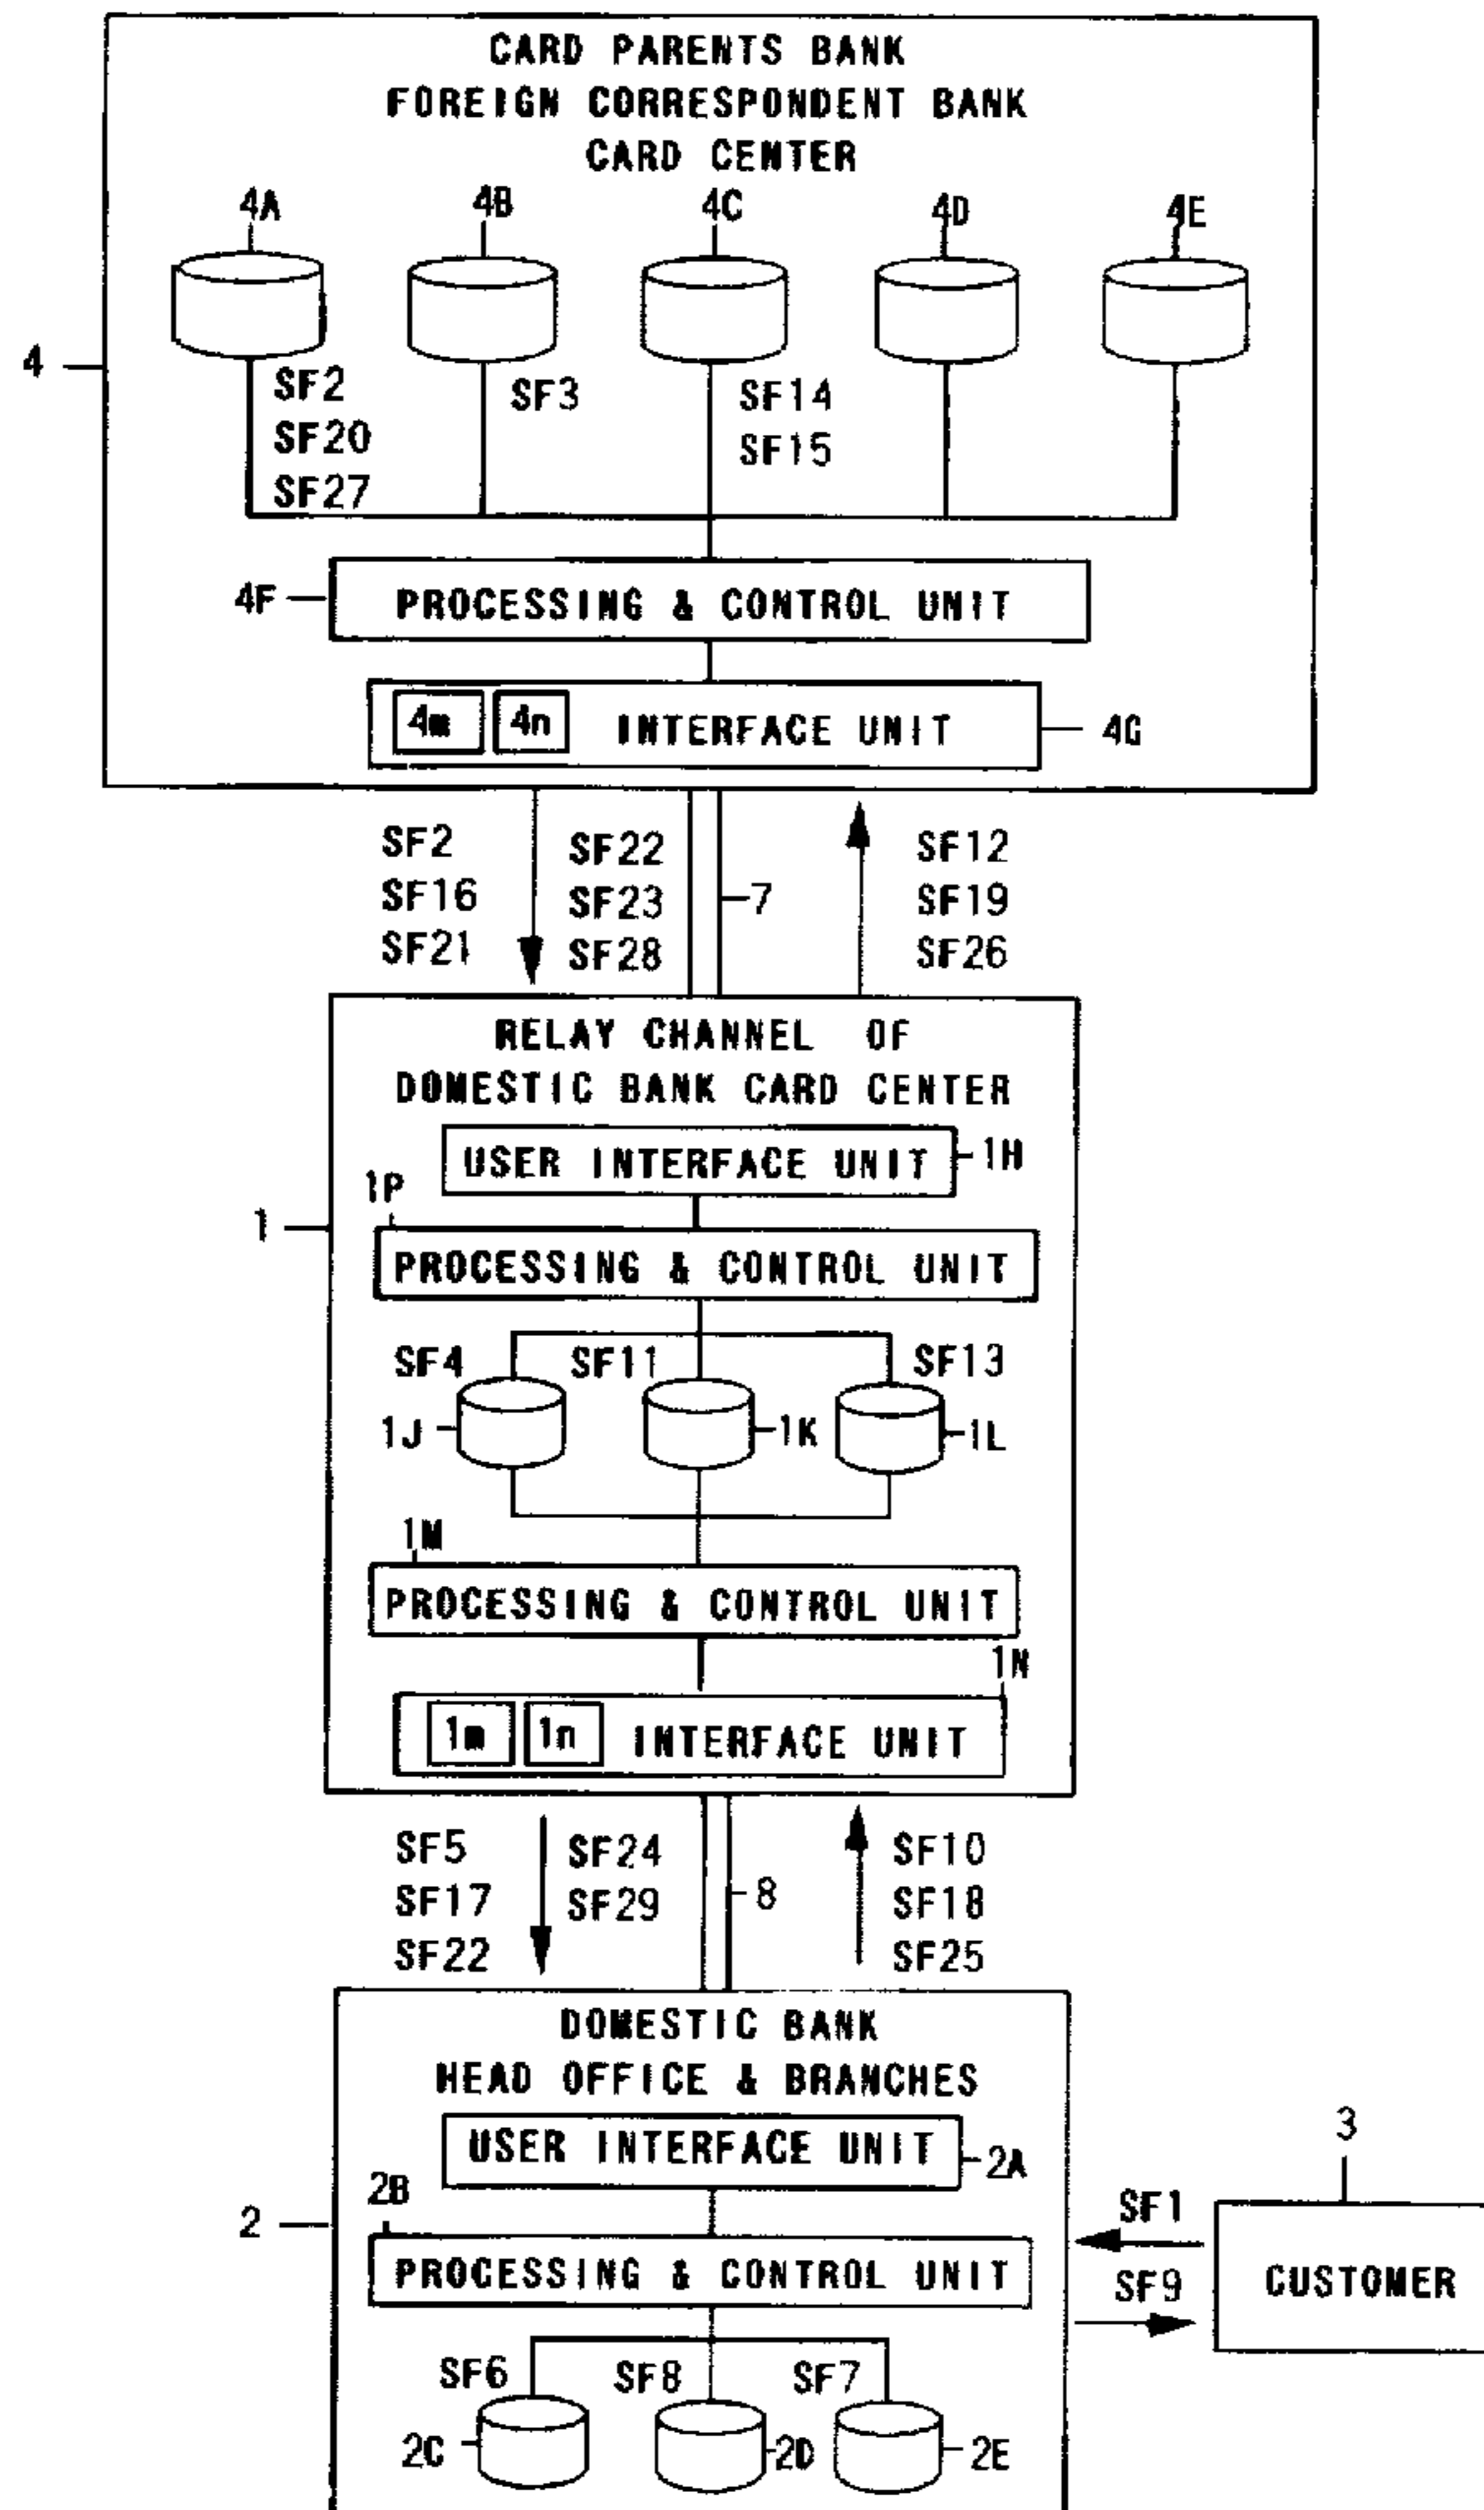 CARD PARENTS BANK
FOREIGN CORRESPONDENT BANK
CARD CENTER
4A 4B 4C 4D 4E
4
SF2 SF3 SF14
SF20 SF15
SF27
4F PROCESSING & CONTROL UNIT
4m 4n INTERFACE UNIT 4G
SF2 SF22 SF12
SF16 SF23 7 SF19
SF21 SF28 SF26
RELAY CHANNEL OF
DOMESTIC BANK CARD CENTER
USER INTERFACE UNIT 1H
1P
1
PROCESSING & CONTROL UNIT
SF4 SF11 SF13
1J 1K 1L
1M
PROCESSING & CONTROL UNIT
1N
1m 1n INTERFACE UNIT
SF5 SF24 SF10
SF17 SF29 8 SF18
SF22 SF25
DOMESTIC BANK
HEAD OFFICE & BRANCHES
3
USER INTERFACE UNIT 2A
2B
SF1
2
PROCESSING & CONTROL UNIT
CUSTOMER
SF9
SF6 SF8 SF7
2C 2D 2E